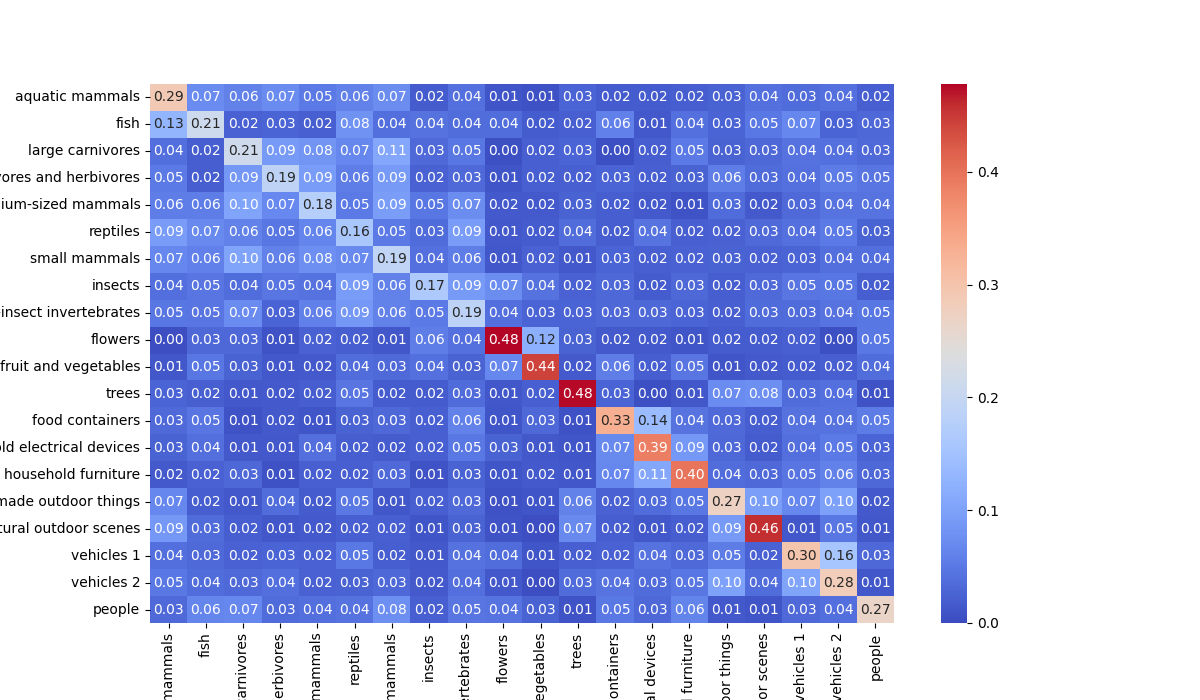 aquatic mammals 0.29 0.07 0.06 0.07 0.05 0.06 0.07 0.02 0.04 0.01 0.01 0.03 0.02 0.02 0.02 0.03 0.04 0.03 0.04 0.02
fish 0.13 0.21 0.02 0.03 0.02 0.08 0.04 0.04 0.04 0.04 0.02 0.02 0.06 0.01 0.04 0.03 0.05 0.07 0.03 0.03
large carnivores 0.04 0.02 0.21 0.09 0.08 0.07 0.11 0.03 0.05 0.00 0.02 0.03 0.00 0.02 0.05 0.03 0.03 0.04 0.04 0.03
vores and herbivores 0.05 0.02 0.09 0.19 0.09 0.06 0.09 0.02 0.03 0.01 0.02 0.02 0.03 0.02 0.03 0.06 0.03 0.04 0.05 0.05
ium-sized mammals 0.06 0.06 0.10 0.07 0.18 0.05 0.09 0.05 0.07 0.02 0.02 0.03 0.02 0.02 0.01 0.03 0.02 0.03 0.04 0.04
reptiles 0.09 0.07 0.06 0.05 0.06 0.16 0.05 0.03 0.09 0.01 0.02 0.04 0.02 0.04 0.02 0.02 0.03 0.04 0.05 0.03
small mammals 0.07 0.06 0.10 0.06 0.08 0.07 0.19 0.04 0.06 0.01 0.02 0.01 0.03 0.02 0.02 0.03 0.02 0.03 0.04 0.04
insects 0.04 0.05 0.04 0.05 0.04 0.09 0.06 0.17 0.09 0.07 0.04 0.02 0.03 0.02 0.03 0.02 0.03 0.05 0.05 0.02
insect invertebrates 0.05 0.05 0.07 0.03 0.06 0.09 0.06 0.05 0.19 0.04 0.03 0.03 0.03 0.03 0.03 0.02 0.03 0.03 0.04 0.05
flowers 0.00 0.03 0.03 0.01 0.02 0.02 0.01 0.06 0.04 0.48 0.12 0.03 0.02 0.02 0.01 0.02 0.02 0.02 0.00 0.05
fruit and vegetables 0.01 0.05 0.03 0.01 0.02 0.04 0.03 0.04 0.03 0.07 0.44 0.02 0.06 0.02 0.05 0.01 0.02 0.02 0.02 0.04
trees 0.03 0.02 0.01 0.02 0.02 0.05 0.02 0.02 0.03 0.01 0.02 0.48 0.03 0.00 0.01 0.07 0.08 0.03 0.04 0.01
food containers 0.03 0.05 0.01 0.02 0.01 0.03 0.03 0.02 0.06 0.01 0.03 0.01 0.33 0.14 0.04 0.03 0.02 0.04 0.04 0.05
old electrical devices 0.03 0.04 0.01 0.01 0.04 0.02 0.02 0.02 0.05 0.03 0.01 0.01 0.07 0.39 0.09 0.03 0.02 0.04 0.05 0.03
household furniture 0.02 0.02 0.03 0.01 0.02 0.02 0.03 0.01 0.03 0.01 0.02 0.01 0.07 0.11 0.40 0.04 0.03 0.05 0.06 0.03
made outdoor things 0.07 0.02 0.01 0.04 0.02 0.05 0.01 0.02 0.03 0.01 0.01 0.06 0.02 0.03 0.05 0.27 0.10 0.07 0.10 0.02
tural outdoor scenes 0.09 0.03 0.02 0.01 0.02 0.02 0.02 0.01 0.03 0.01 0.00 0.07 0.02 0.01 0.02 0.09 0.46 0.01 0.05 0.01
vehicles 1 0.04 0.03 0.02 0.03 0.02 0.05 0.02 0.01 0.04 0.04 0.01 0.02 0.02 0.04 0.03 0.05 0.02 0.30 0.16 0.03
vehicles 2 0.05 0.04 0.03 0.04 0.02 0.03 0.03 0.02 0.04 0.01 0.00 0.03 0.04 0.03 0.05 0.10 0.04 0.10 0.28 0.01
people 0.03 0.06 0.07 0.03 0.04 0.04 0.08 0.02 0.05 0.04 0.03 0.01 0.05 0.03 0.06 0.01 0.01 0.03 0.04 0.27
mammals
fish
arnivores
erbivores
mammals
reptiles
mammals
insects
rtebrates
flowers
egetables
trees
ontainers
al devices
furniture
or things
or scenes
vehicles 1
vehicles 2
people
0.4
0.3
0.2
0.1
0.0